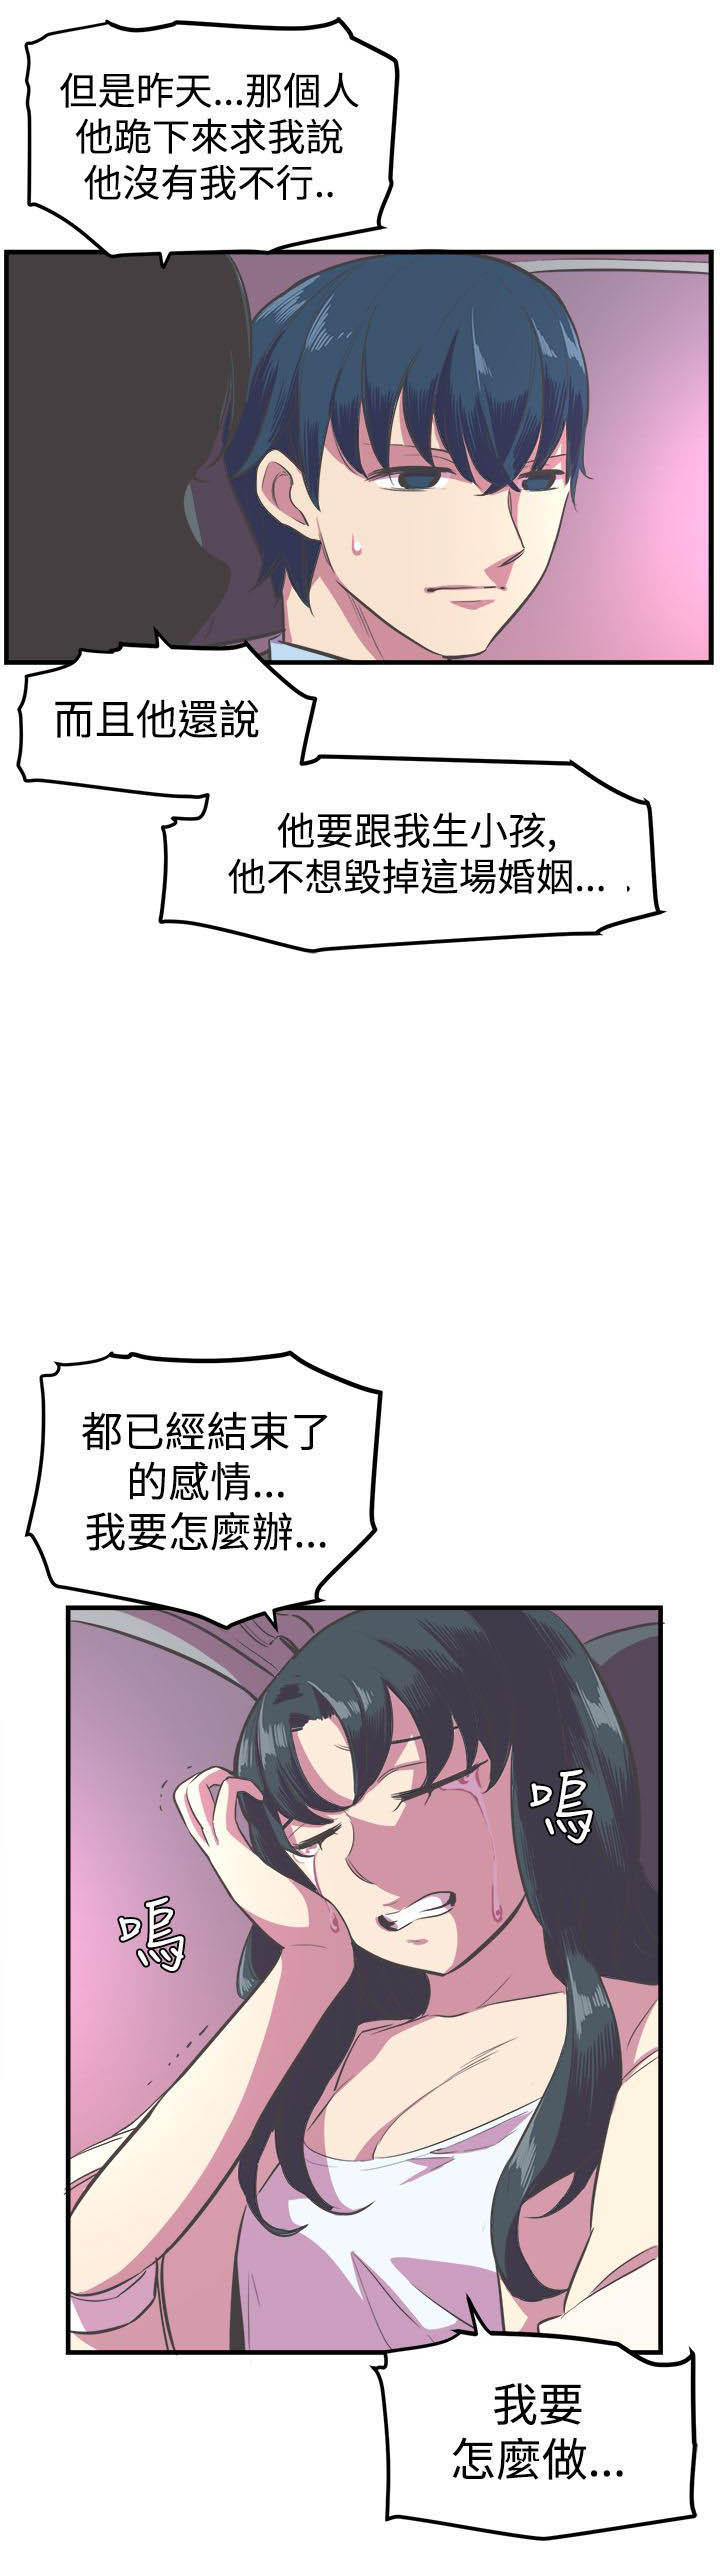 但是昨天...那個人
他跪下來求我說
他沒有我不行..
而且他還說
他要跟我生小孩,
他不想毀掉這場婚姻... .
都已經結束了
的感情...
我要怎麼辦...
嗚
嗚
我要
怎麼做...